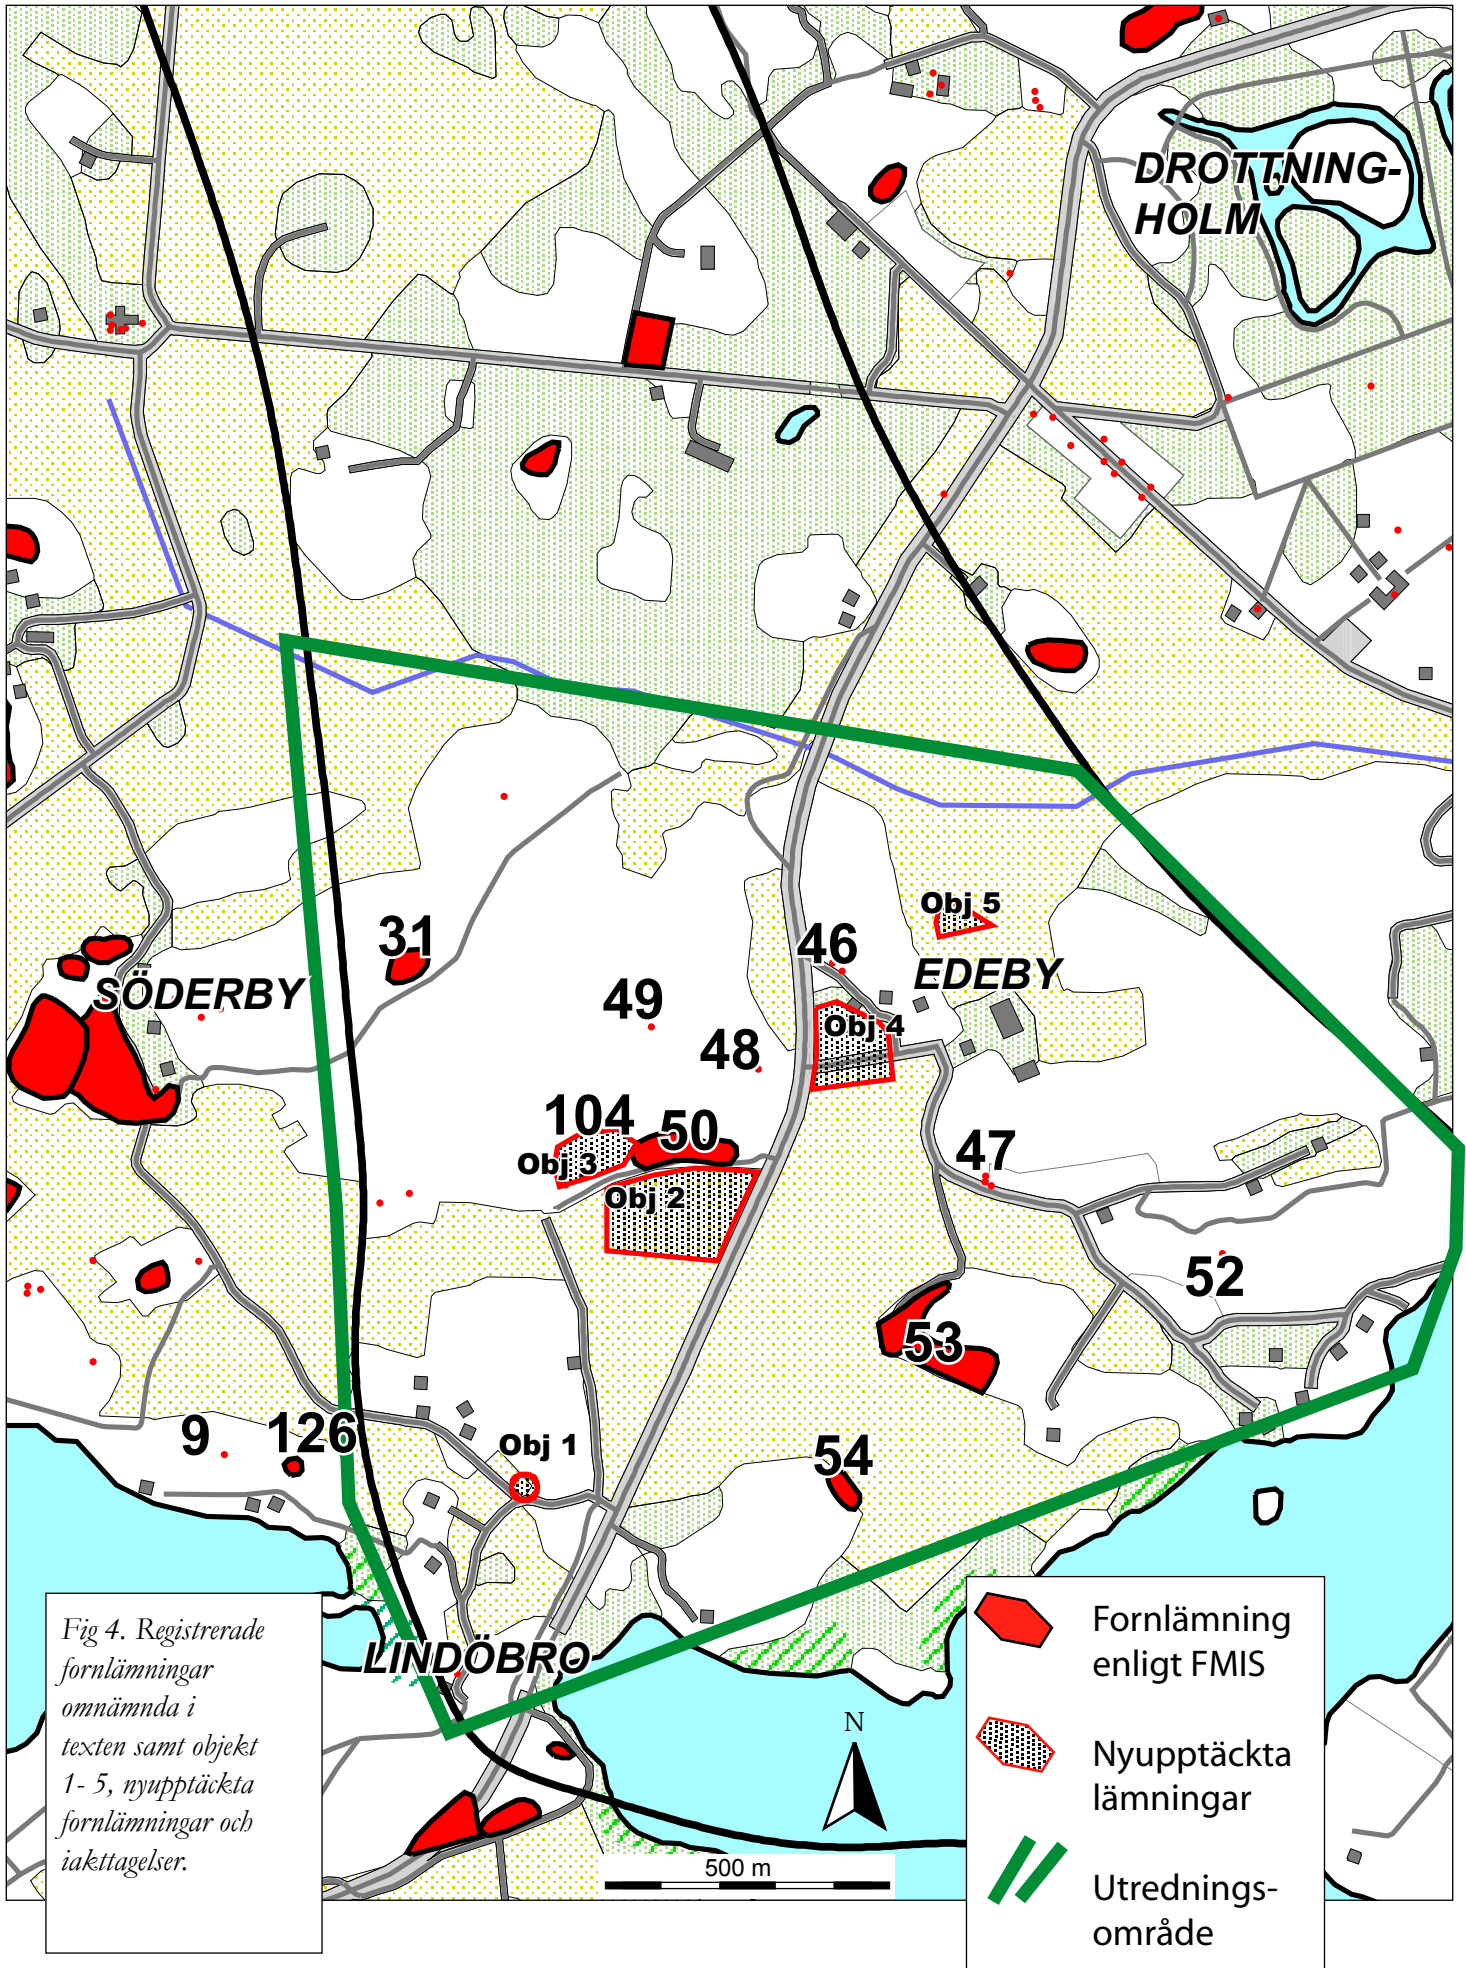 DROTTNING-
HOLM
Obj 5
31
46
EDEBY
SÖDERBY
49
Obj 4
48
104
50
47
Obj 3
Obj 2
52
53
9
126
Obj 1
54
LINDÖBRO
Fig 4. Registrerade
fornlämningar
omnämnda i
texten samt objekt
1- 5, nyupptäckta
fornlämningar och
iakttagelser.
N
500 m
Fornlämning
enligt FMIS
Nyupptäckta
lämningar
Utrednings-
område